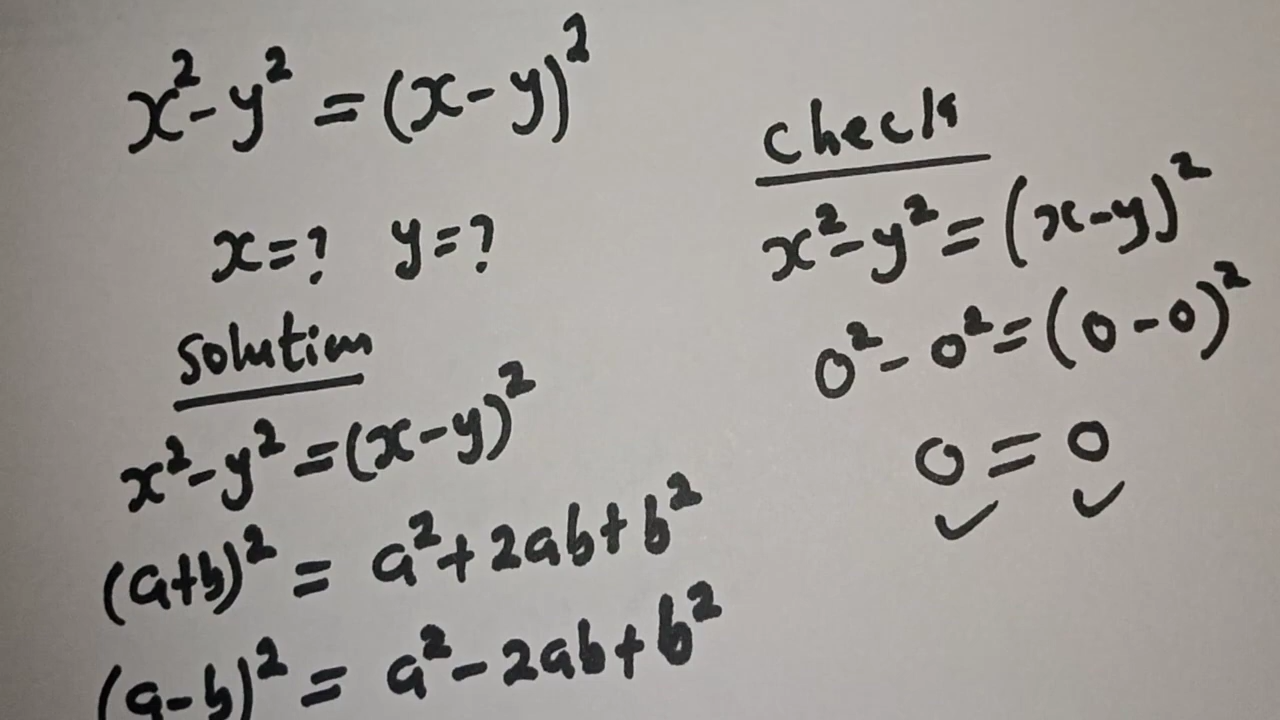 x²-y²=(x-y)²
x=? y=?
Solution
x²-y²=(x-y)²
(a+b)²=a²+2ab+b²
(a-b)²=a²-2ab+b²
Check
x²-y²=(x-y)²
0²-0²=(0-0)²
0=0
✓ ✓